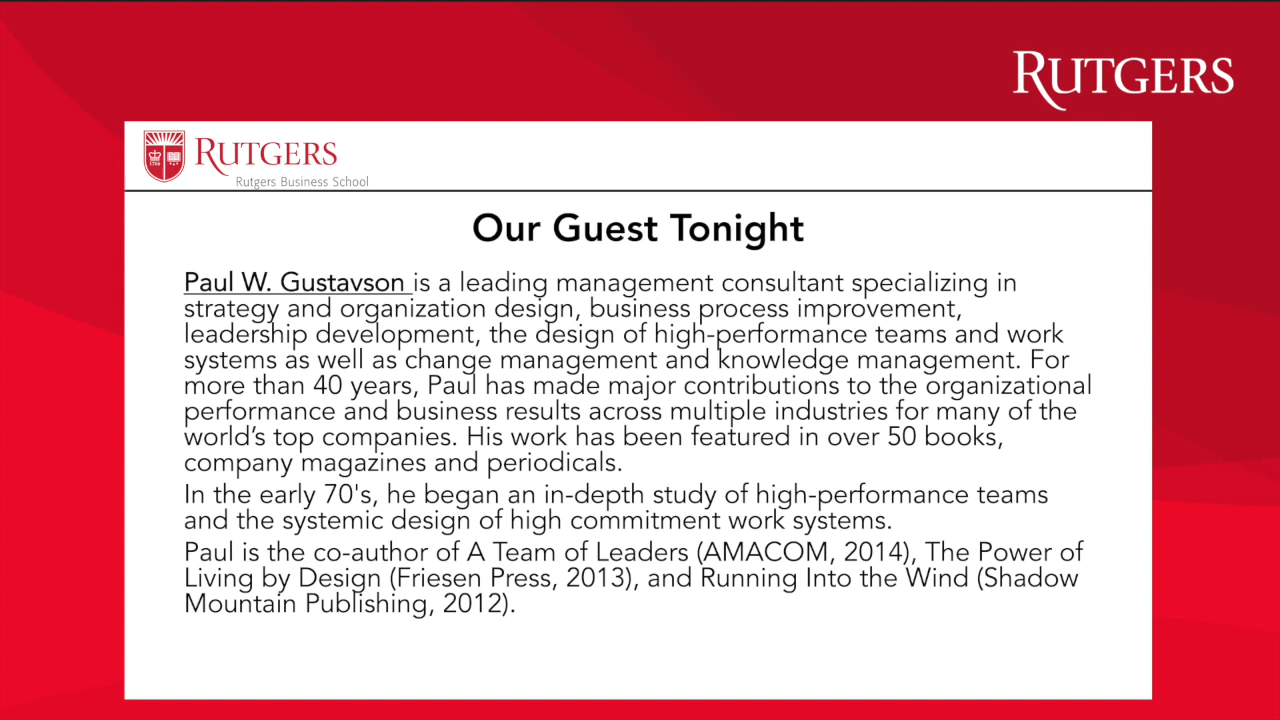 RUTGERS
RUTGERS
Rutgers Business School
1766
Our Guest Tonight
Paul W. Gustavson is a leading management consultant specializing in
strategy and organization design, business process improvement,
leadership development, the design of high-performance teams and work
systems as well as change management and knowledge management. For
more than 40 years, Paul has made major contributions to the organizational
performance and business results across multiple industries for many of the
world’s top companies. His work has been featured in over 50 books,
company magazines and periodicals.
In the early 70's, he began an in-depth study of high-performance teams
and the systemic design of high commitment work systems.
Paul is the co-author of A Team of Leaders (AMACOM, 2014), The Power of
Living by Design (Friesen Press, 2013), and Running Into the Wind (Shadow
Mountain Publishing, 2012).